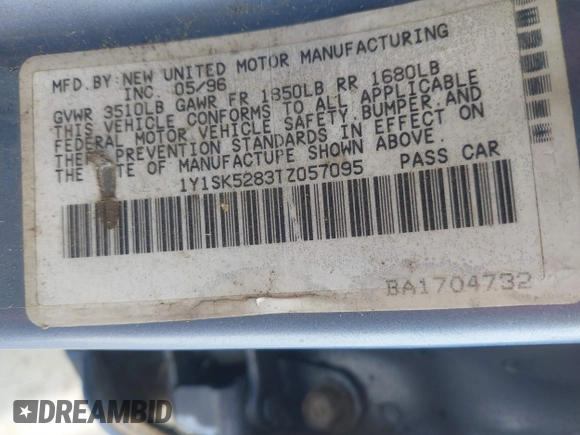 MFD. BY: NEW UNITED MOTOR MANUFACTURING
INC. 05/96
GVWR 3510LB GAWR FR 1850LB RR 1680LB
THIS VEHICLE CONFORMS TO ALL APPLICABLE
FEDERAL MOTOR VEHICLE SAFETY, BUMPER, AND
THEFT PREVENTION STANDARDS IN EFFECT ON
THE DATE OF MANUFACTURE SHOWN ABOVE.
1Y1SK5283TZ057095 PASS CAR
BA1704732
DREAMBID